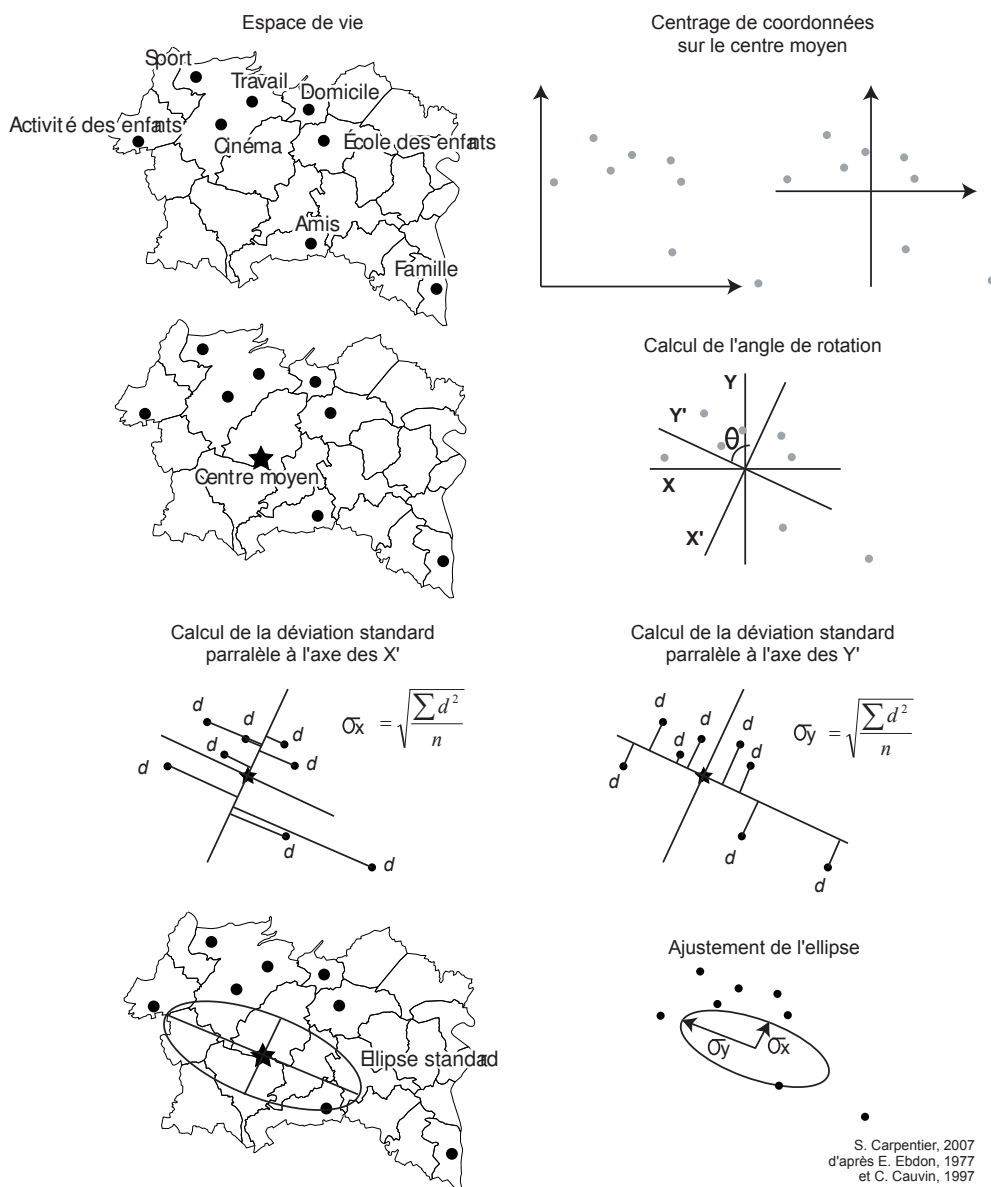 Espace de vie
Sport
Travail
Domicile
Activité des enfants
Cinéma
École des enfants
Amis
Famille
Centrage de coordonnées
sur le centre moyen
Centre moyen
Calcul de l'angle de rotation
Y
Y'
θ
X
X'
Calcul de la déviation standard
parralèle à l'axe des X'
d d d
d d
d
σx = √(∑d²/n)
d
d
Calcul de la déviation standard
parralèle à l'axe des Y'
d d d
d d
d
σy = √(∑d²/n)
d
d
Ellipse standard
Ajustement de l'ellipse
σy σx
S. Carpentier, 2007
d'après E. Ebdon, 1977
et C. Cauvin, 1997